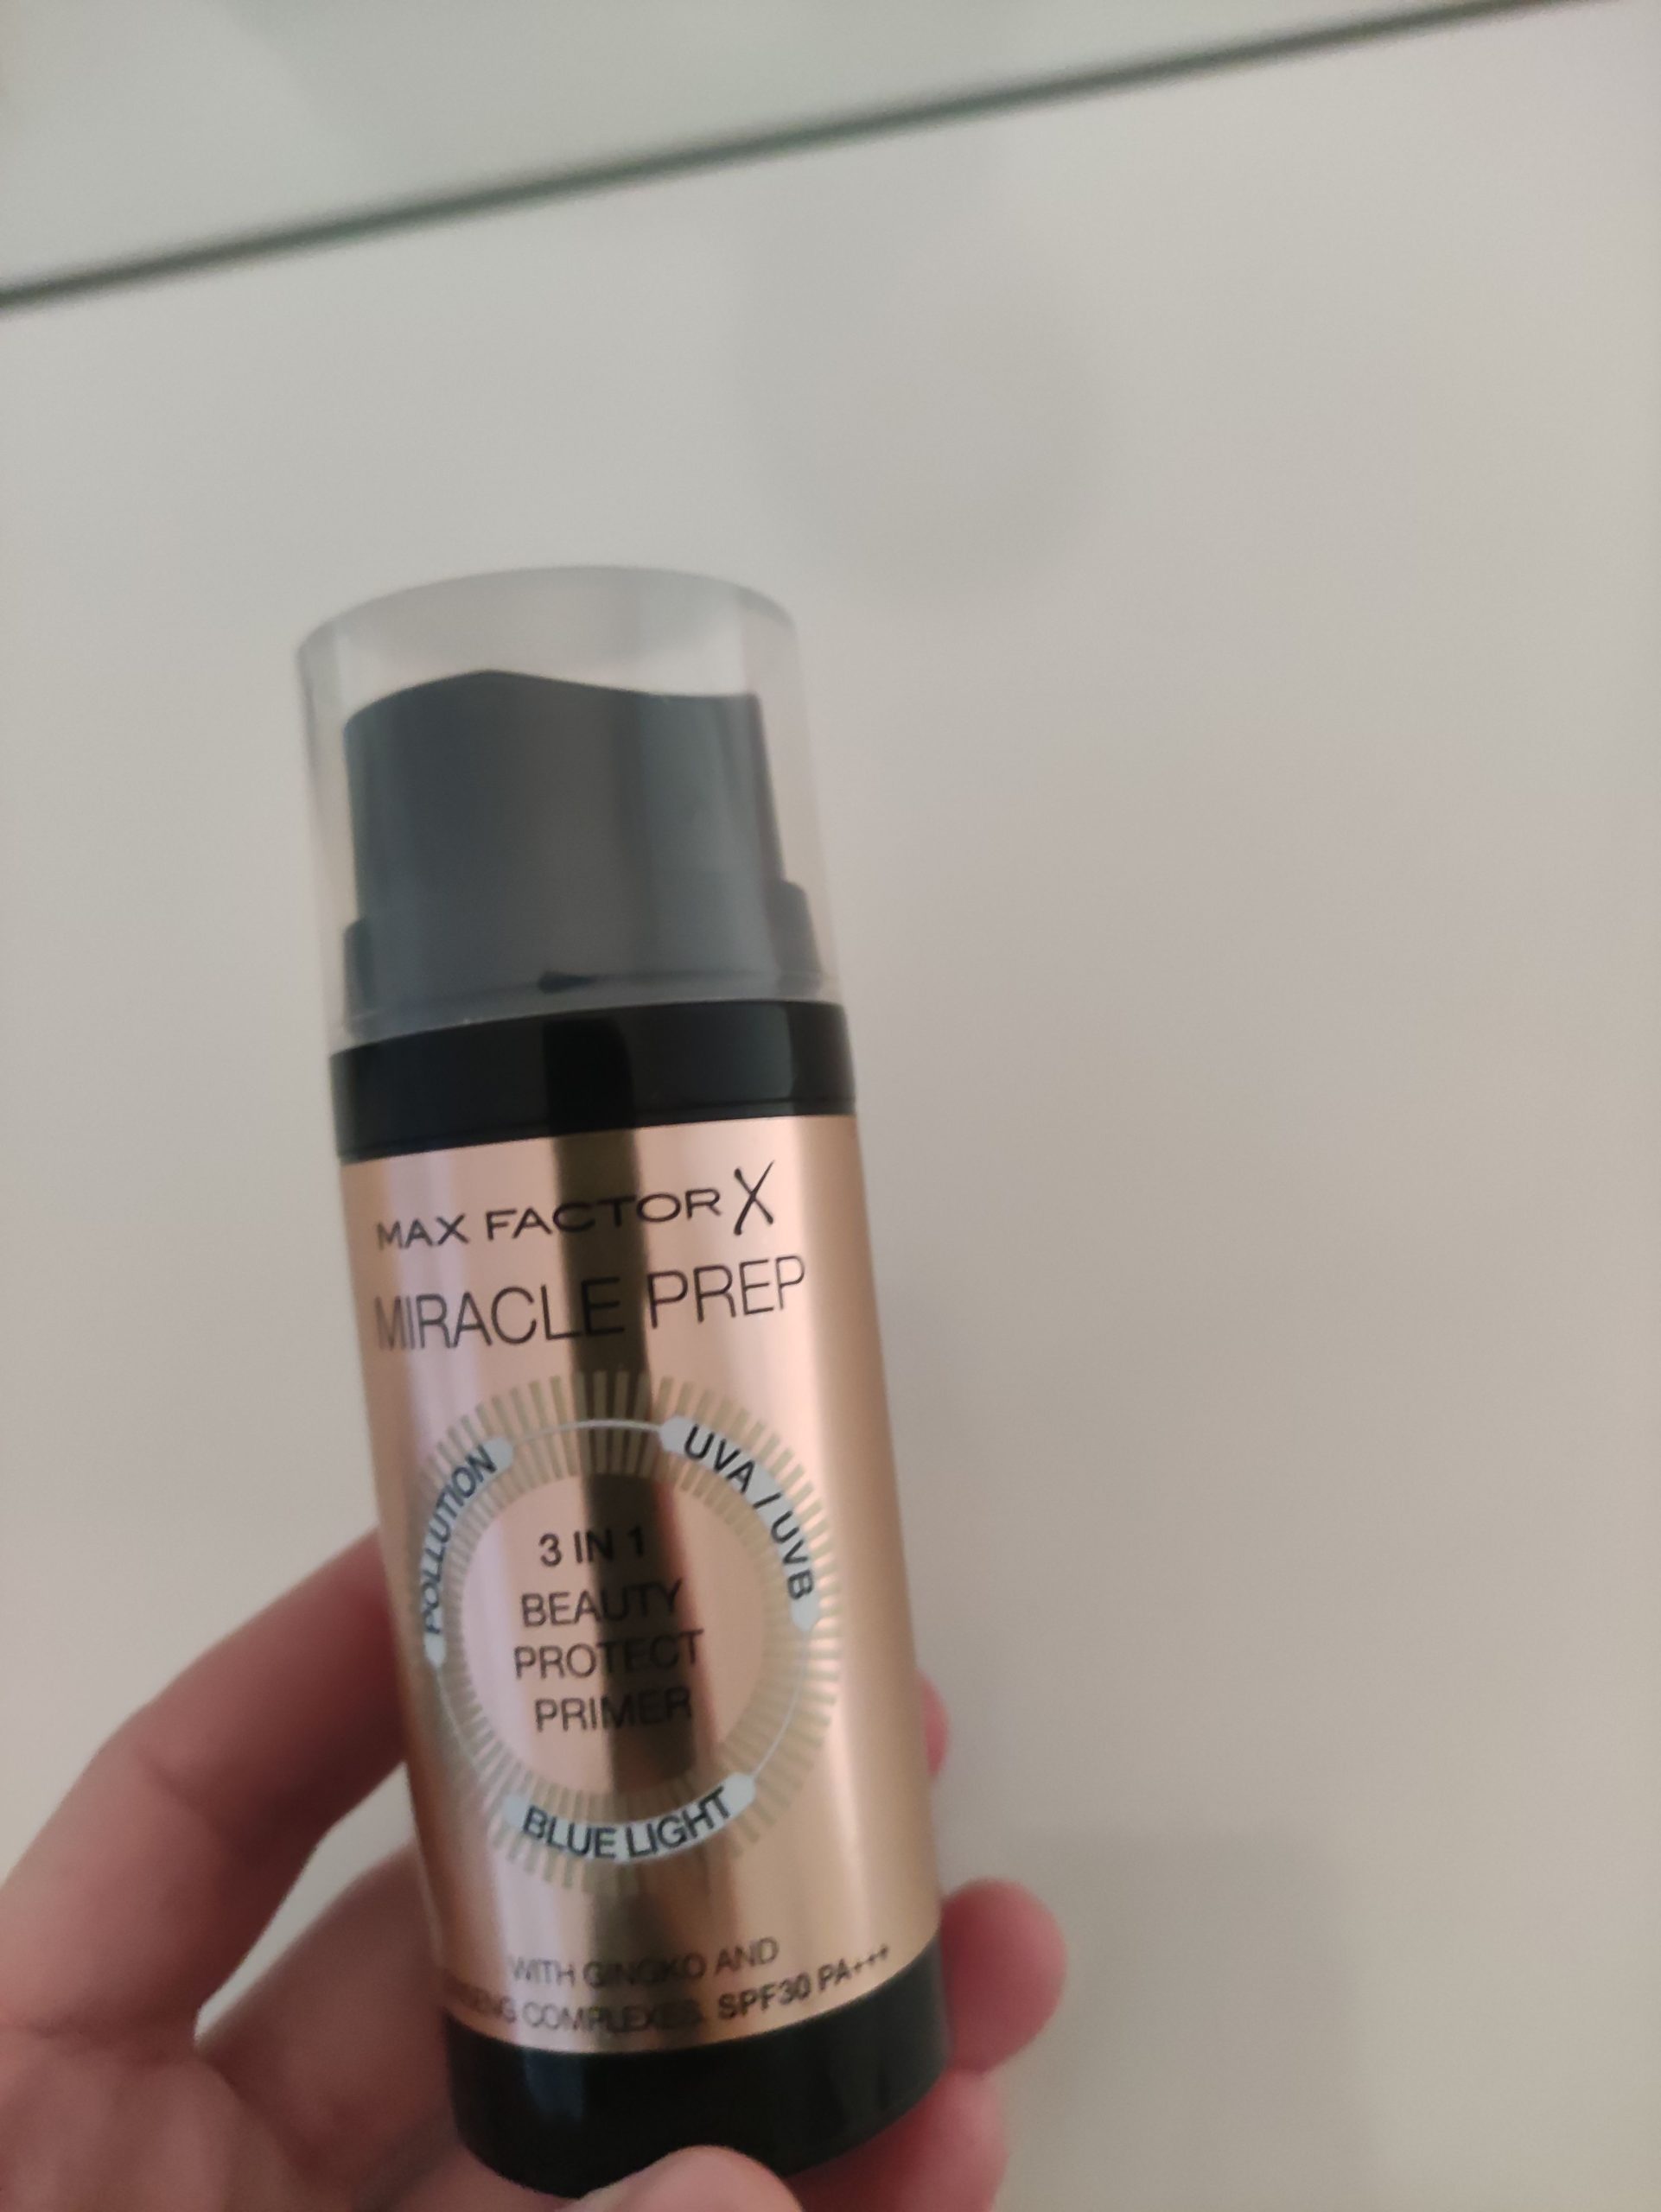 MAX FACTOR X
MIRACLE PREP
POLLUTION
UVA / UVB
3 IN 1
BEAUTY
PROTECT
PRIMER
BLUE LIGHT
WITH GINGKO AND
COMPLEXES. SPF30 PA+++